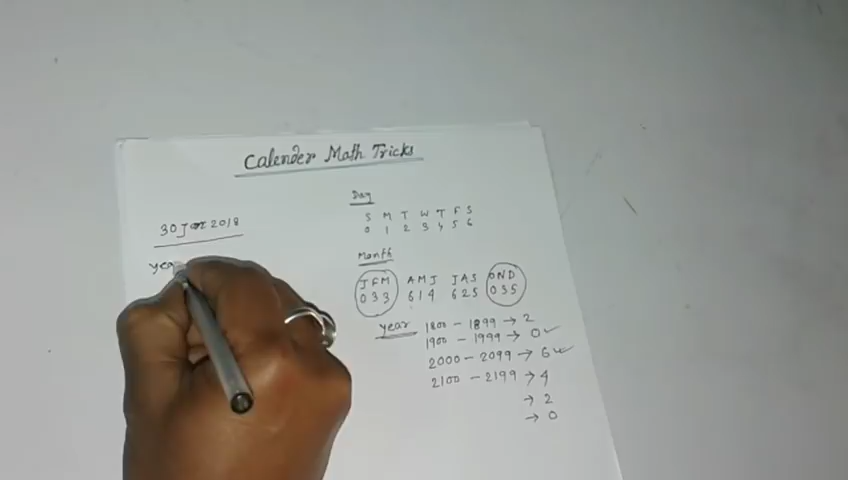 Calender Math Tricks
30 2018
yea
Day
S M T W T F S
0 1 2 3 4 5 6
Month
JFM AMJ JAS OND
033 614 625 035
year 1800 - 1899 → 2
1900 - 1999 → 0 ✓
2000 - 2099 → 6 ✓
2100 - 2199 → 4
→ 2
→ 0